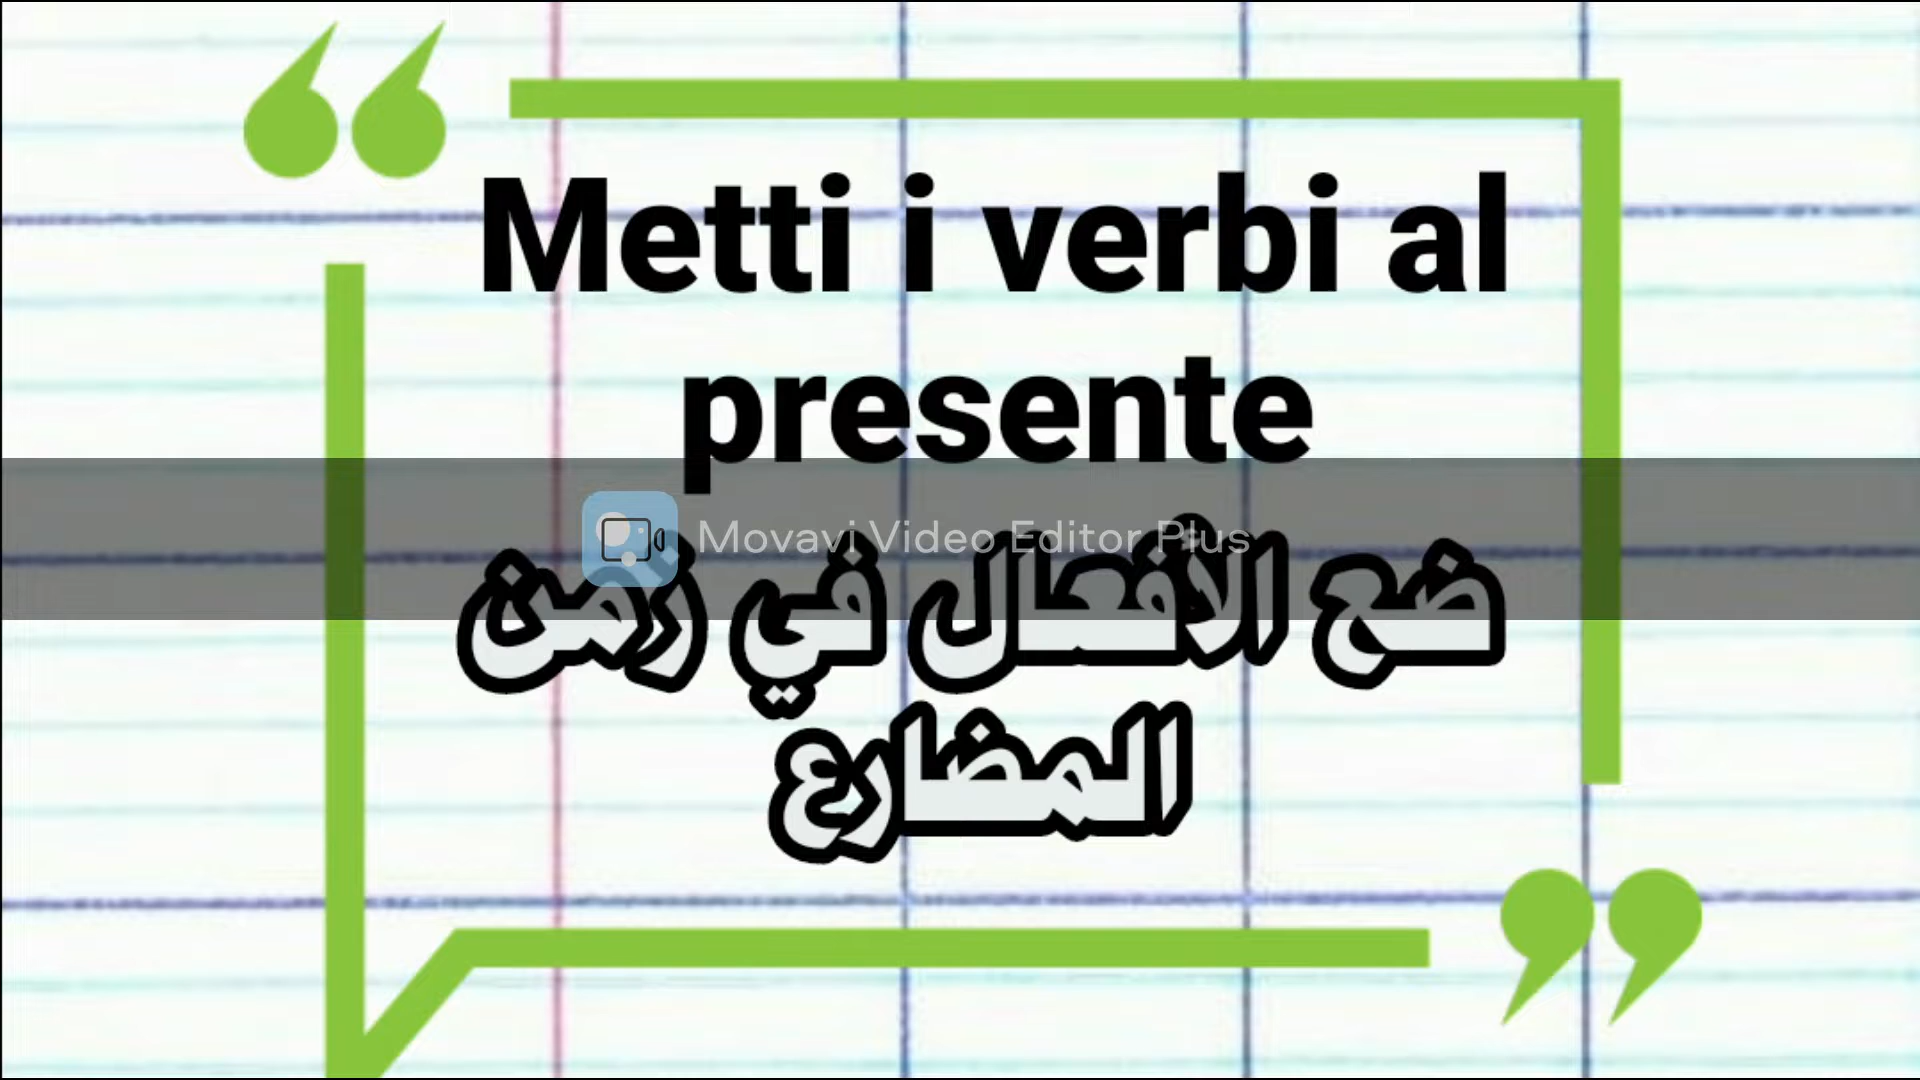 Metti i verbi al
presente
Movavi Video Editor Plus
ضع الأفعال في زمن
المضارع